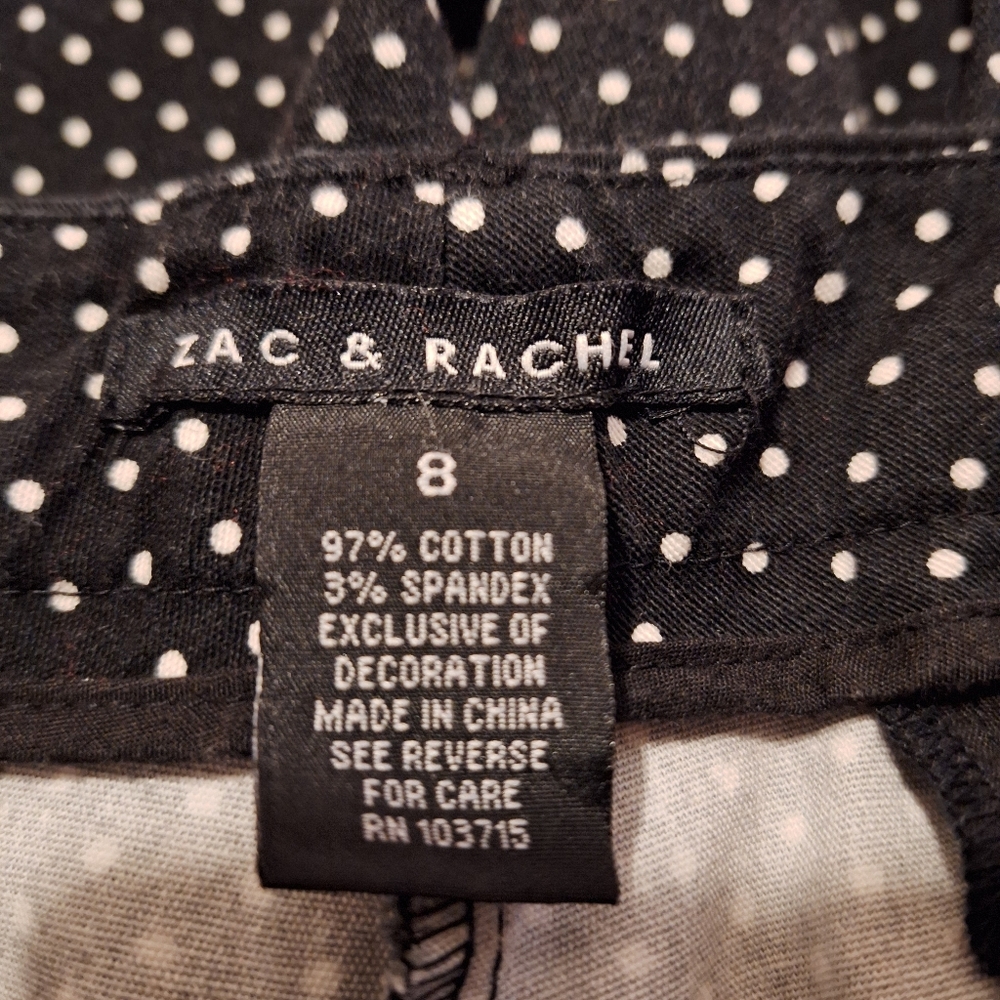 ZAC & RACHEL
8
97% COTTON
3% SPANDEX
EXCLUSIVE OF
DECORATION
MADE IN CHINA
SEE REVERSE
FOR CARE
RN 103715